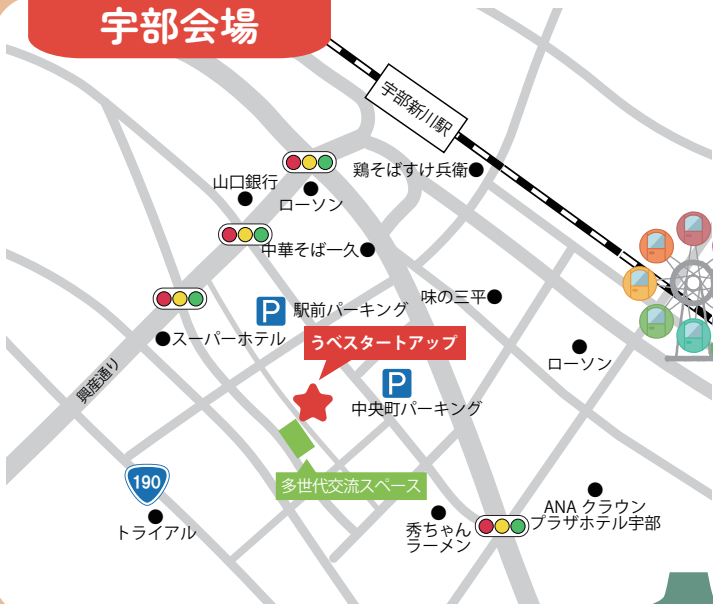 宇部会場
宇部新川駅
鶏そばすけ兵衛
山口銀行
ローソン
中華そば一久
味の三平
P
駅前パーキング
スーパーホテル
うべスタートアップ
ローソン
興産通り
P
中央町パーキング
190
多世代交流スペース
トライアル
秀ちゃん
ラーメン
ANA クラウン
プラザホテル宇部